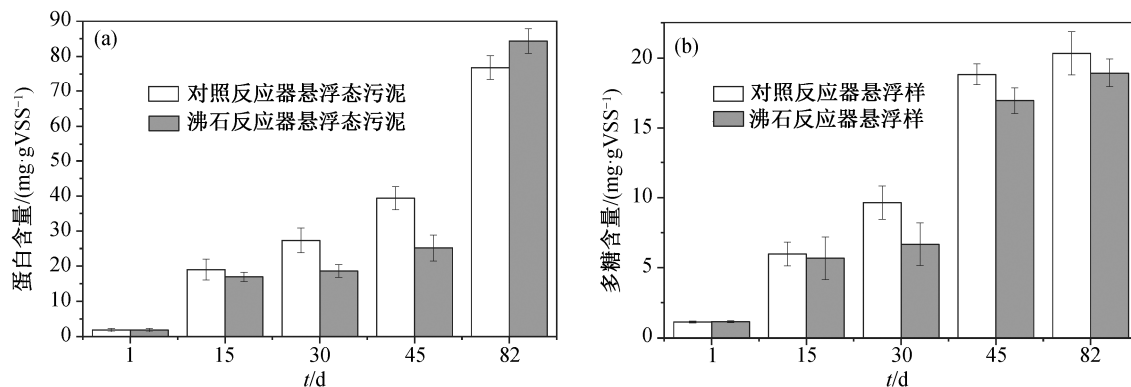 (a)
对照反应器悬浮态污泥
沸石反应器悬浮态污泥
蛋白含量/(mg·gVSS⁻¹)
90
80
70
60
50
40
30
20
10
0
1 15 30 45 82
t/d
(b)
对照反应器悬浮样
沸石反应器悬浮样
多糖含量/(mg·gVSS⁻¹)
20
15
10
5
0
1 15 30 45 82
t/d